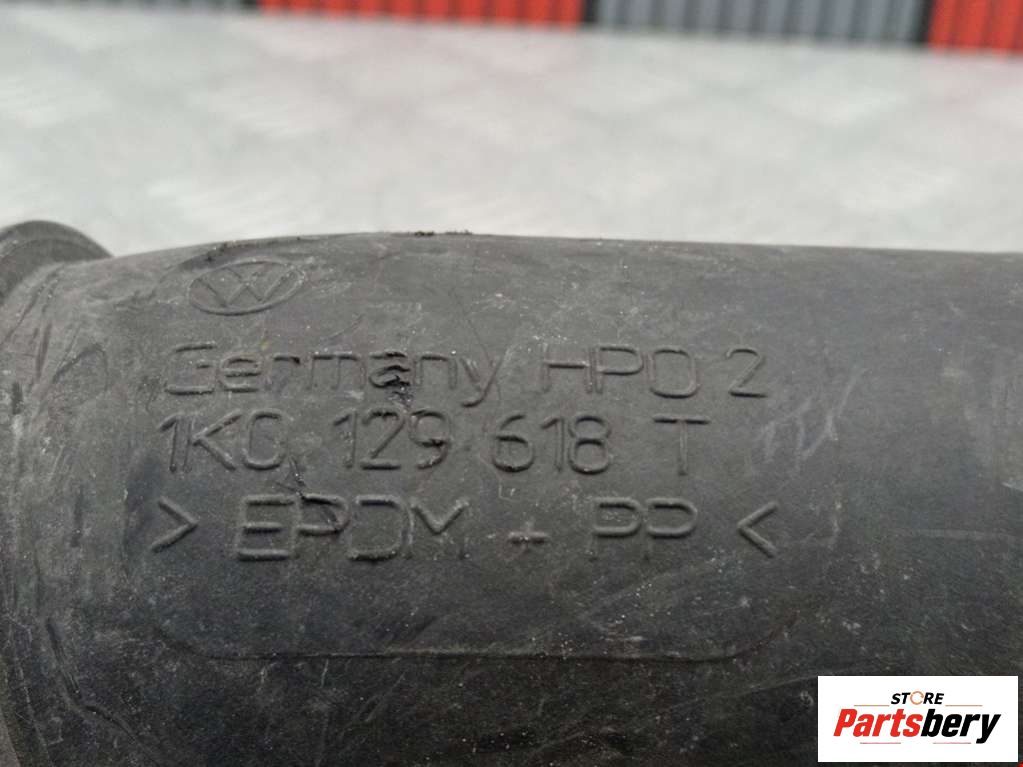 VW
Germany HPO 2
1K0 129 618 T
> EPDM + PP <
STORE
Partsbery